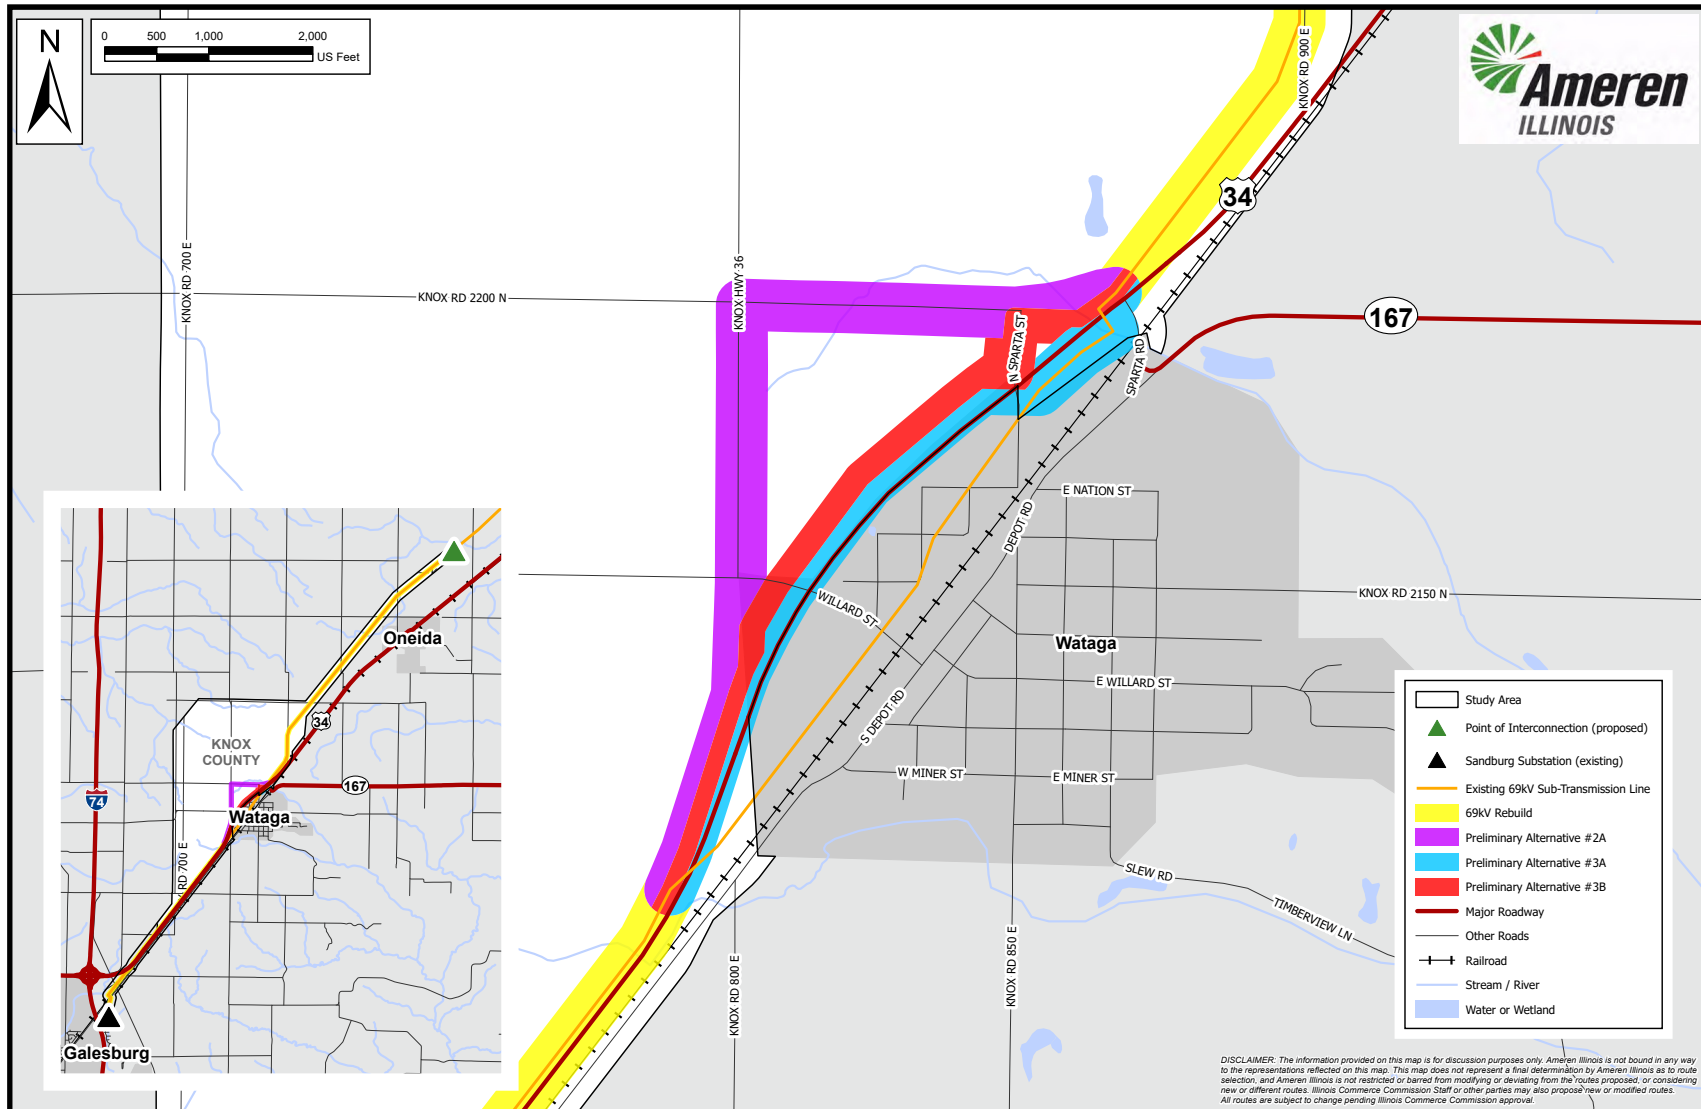 N
0 500 1,000 2,000
US Feet
Ameren
ILLINOIS
KNOX RD 900 E
34
KNOX RD 700 E
KNOX HWY 36
KNOX RD 2200 N
N SPARTA ST
167
SPARTA RD
E NATION ST
DEPOT RD
WILLARD ST
KNOX RD 2150 N
Wataga
E WILLARD ST
S DEPOT RD
W MINER ST
E MINER ST
SLEW RD
TIMBERVIEW LN
KNOX RD 800 E
KNOX RD 850 E
Oneida
34
KNOX
COUNTY
167
74
Wataga
RD 700 E
Galesburg
Study Area
Point of Interconnection (proposed)
Sandburg Substation (existing)
Existing 69kV Sub-Transmission Line
69kV Rebuild
Preliminary Alternative #2A
Preliminary Alternative #3A
Preliminary Alternative #3B
Major Roadway
Other Roads
Railroad
Stream / River
Water or Wetland
DISCLAIMER: The information provided on this map is for discussion purposes only. Ameren Illinois is not bound in any way
to the representations reflected on this map. This map does not represent a final determination by Ameren Illinois as to route
selection, and Ameren Illinois is not restricted or barred from modifying or deviating from the routes proposed, or considering
new or different routes. Illinois Commerce Commission Staff or other parties may also propose new or modified routes.
All routes are subject to change pending Illinois Commerce Commission approval.